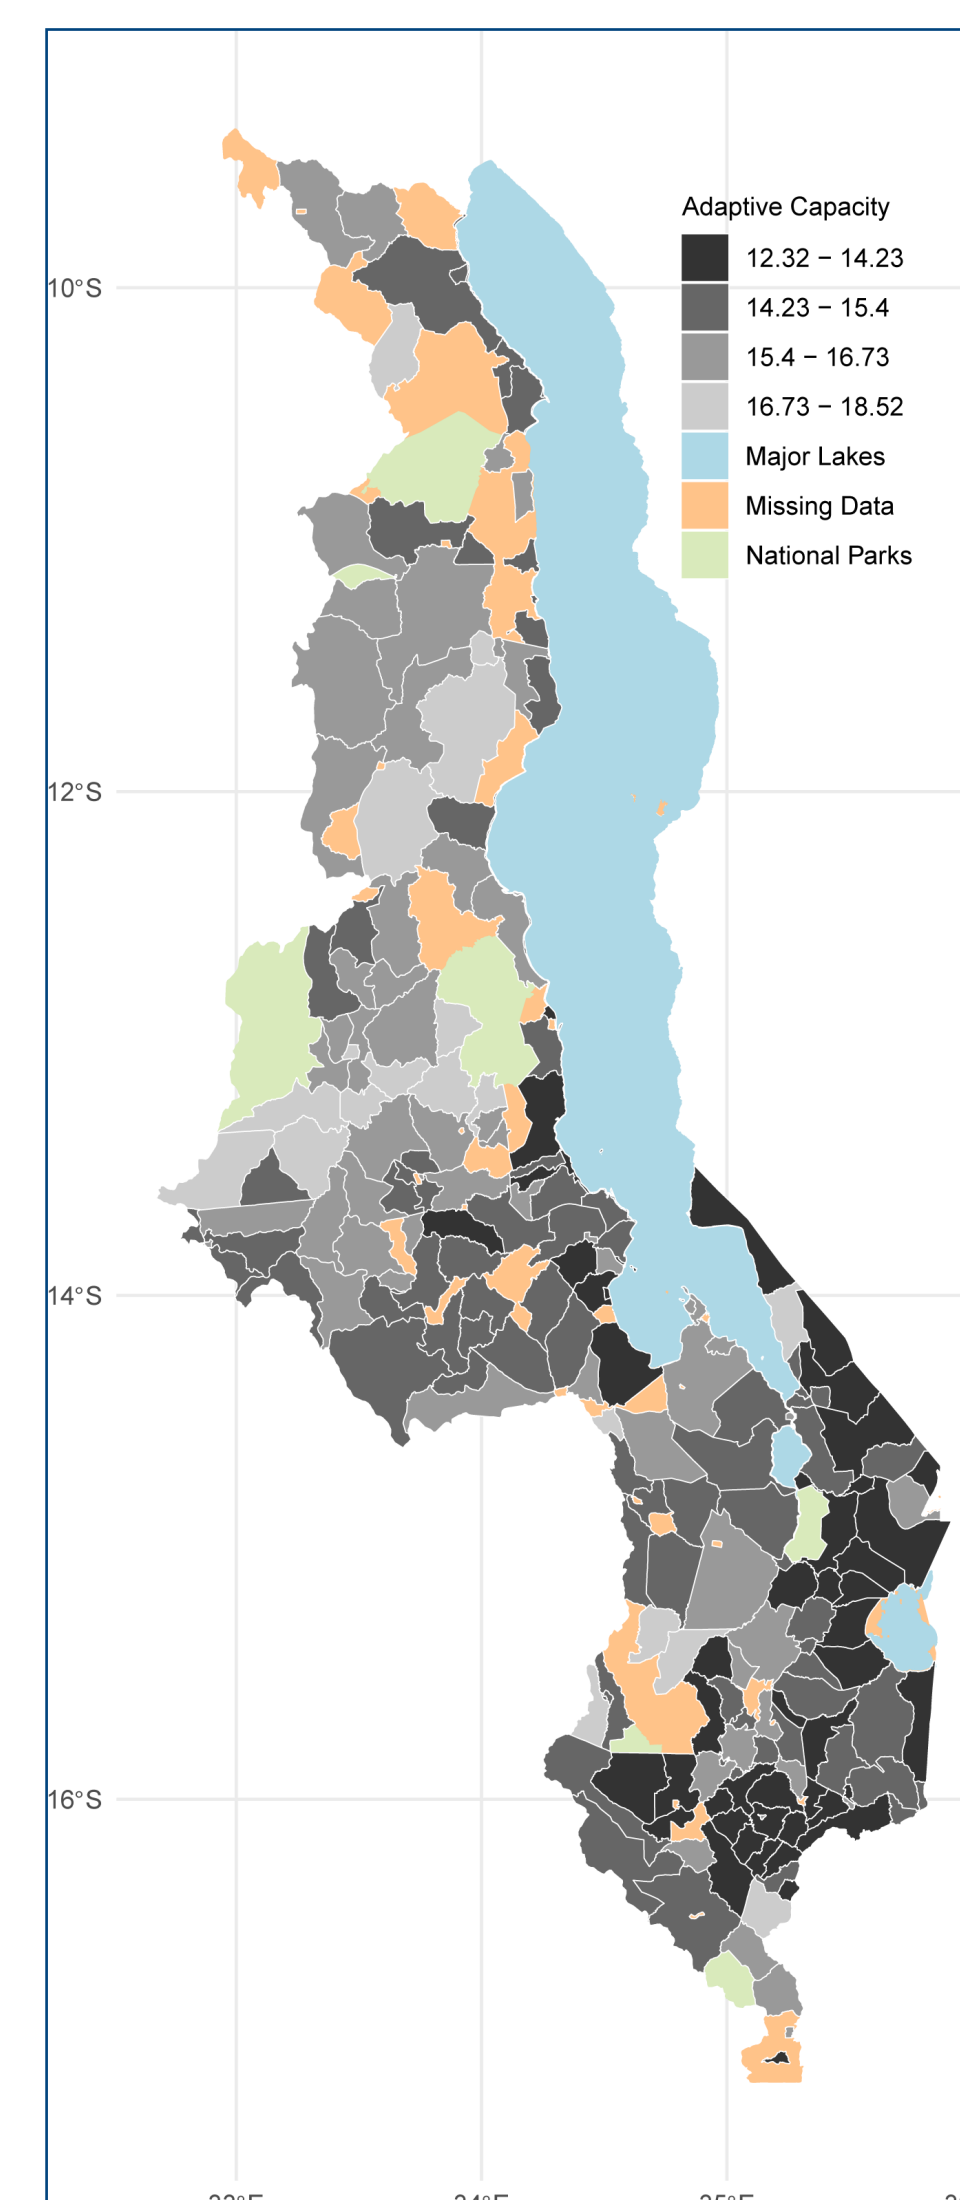 Adaptive Capacity
12.32 − 14.23
14.23 − 15.4
15.4 − 16.73
16.73 − 18.52
Major Lakes
Missing Data
National Parks
10°S
12°S
14°S
16°S